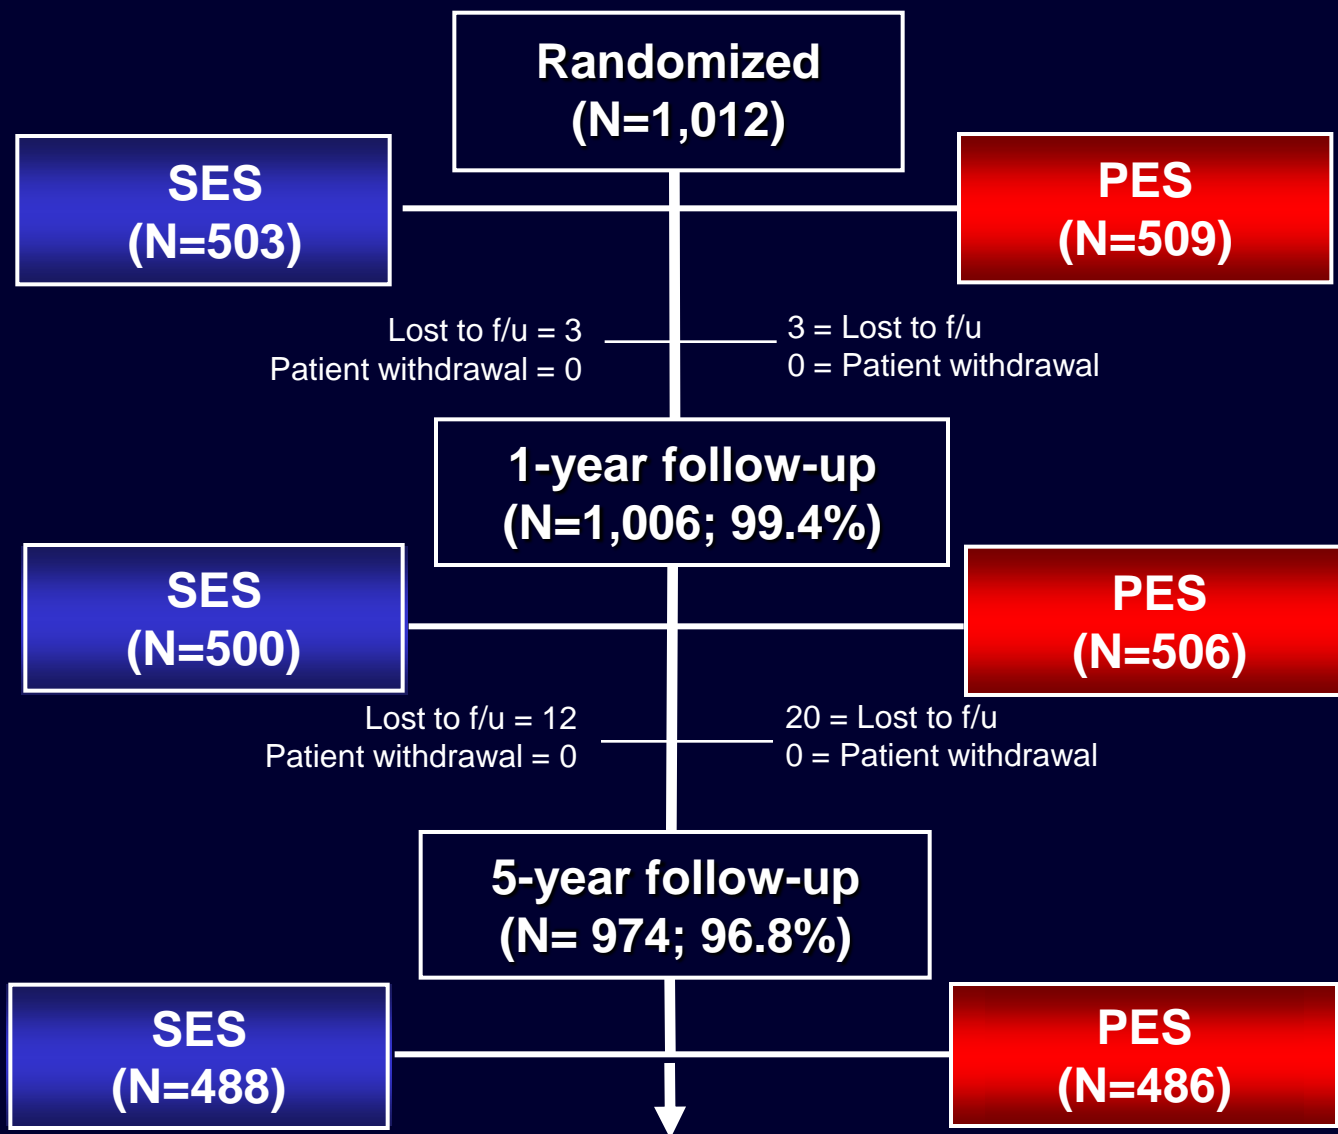 Randomized
(N=1,012)
SES
(N=503)
PES
(N=509)
Lost to f/u = 3
Patient withdrawal = 0
3 = Lost to f/u
0 = Patient withdrawal
1-year follow-up
(N=1,006; 99.4%)
SES
(N=500)
PES
(N=506)
Lost to f/u = 12
Patient withdrawal = 0
20 = Lost to f/u
0 = Patient withdrawal
5-year follow-up
(N= 974; 96.8%)
SES
(N=488)
PES
(N=486)